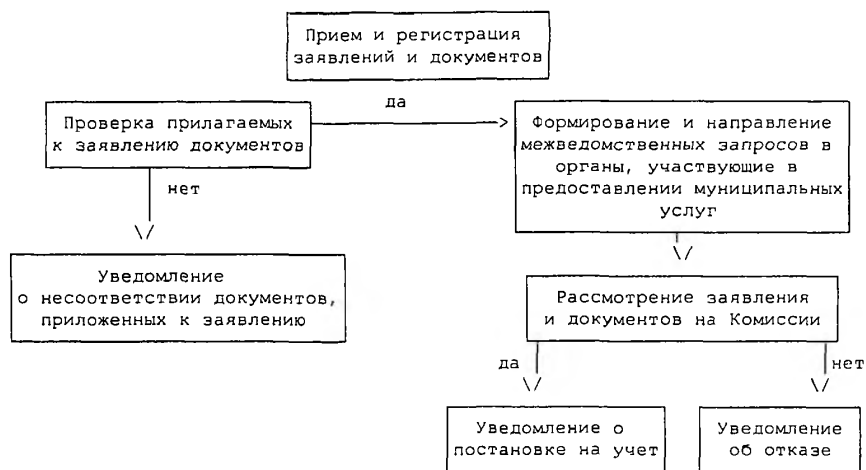 Прием и регистрация
заявлений и документов
да
Проверка прилагаемых
к заявлению документов
Формирование и направление
межведомственных запросов в
органы, участвующие в
предоставлении муниципальных
услуг
нет
Уведомление
о несоответствии документов,
приложенных к заявлению
Рассмотрение заявления
и документов на Комиссии
да
нет
Уведомление о
постановке на учет
Уведомление
об отказе